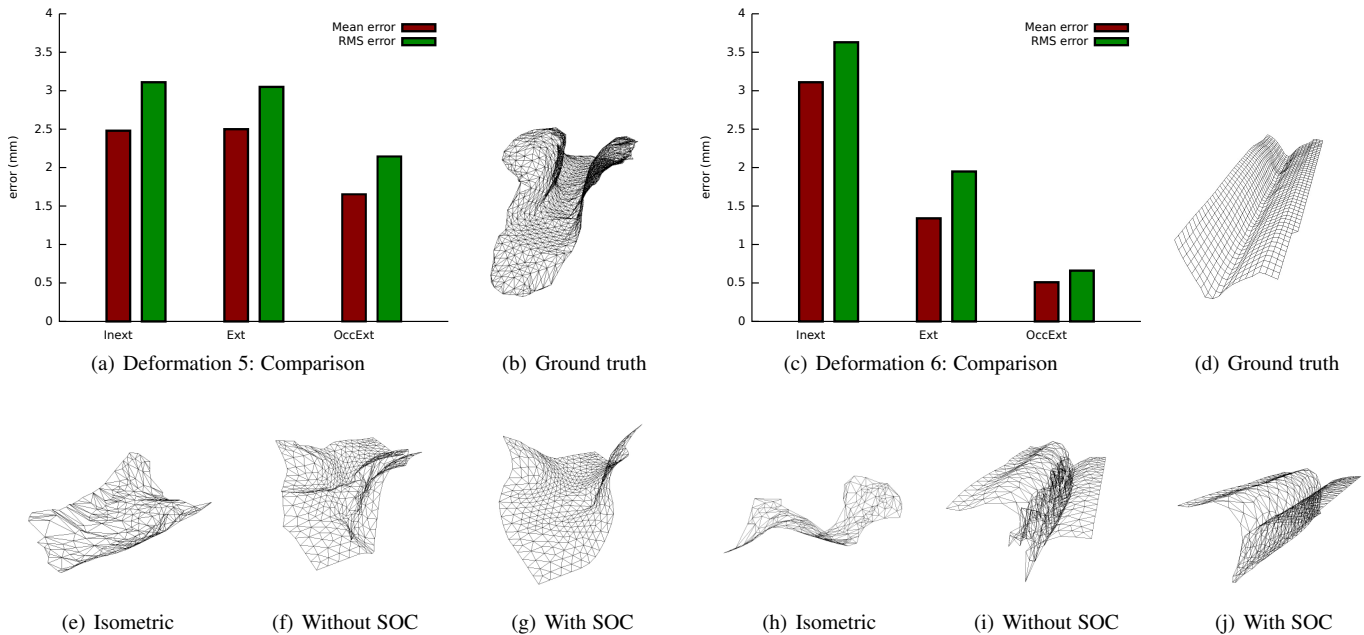 4
3.5
3
2.5
2
1.5
1
0.5
0
error (mm)
Mean error
RMS error
Inext
Ext
OccExt
(a) Deformation 5: Comparison
(b) Ground truth
4
3.5
3
2.5
2
1.5
1
0.5
0
error (mm)
Mean error
RMS error
Inext
Ext
OccExt
(c) Deformation 6: Comparison
(d) Ground truth
(e) Isometric
(f) Without SOC
(g) With SOC
(h) Isometric
(i) Without SOC
(j) With SOC